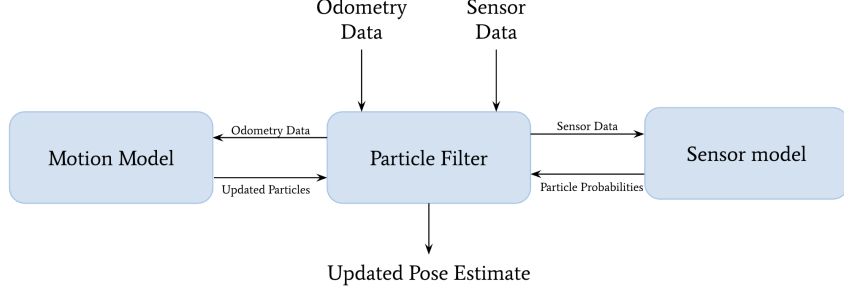 Odometry
Data
Sensor
Data
Motion Model
Odometry Data
Updated Particles
Particle Filter
Sensor Data
Particle Probabilities
Sensor model
Updated Pose Estimate